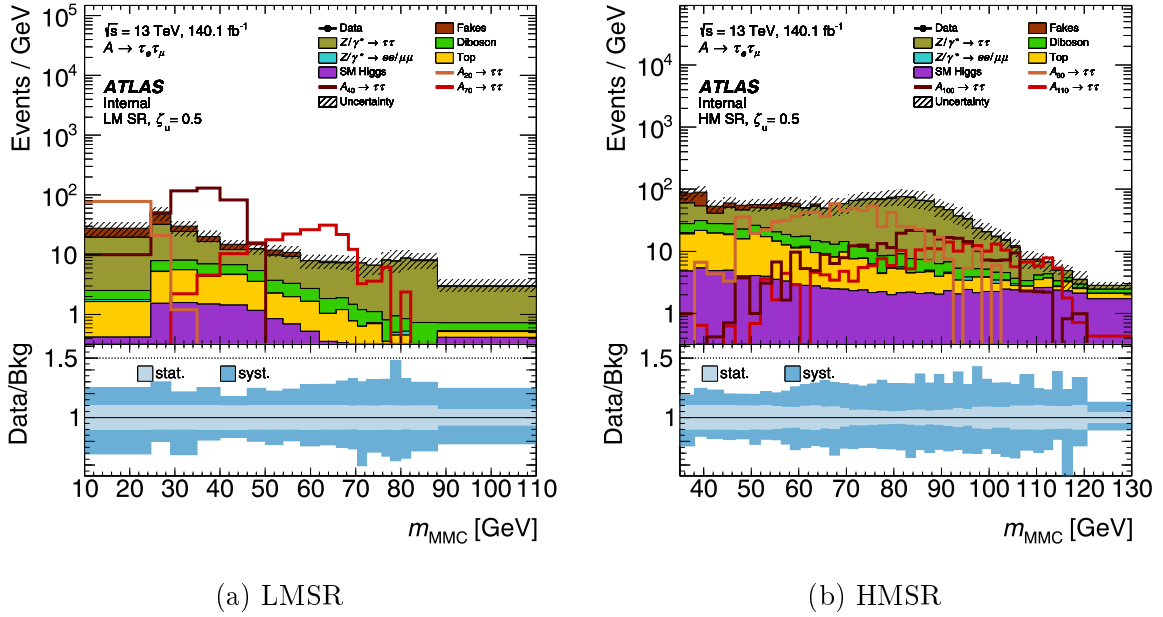 Events / GeV
10⁵
10⁴
10³
10²
10
1
√s = 13 TeV, 140.1 fb⁻¹
A → τₑτμ
ATLAS
Internal
LM SR, ζᵤ = 0.5
Data
Z/γ* → ττ
Z/γ* → ee/μμ
SM Higgs
A₄₀ → ττ
Uncertainty
Fakes
Diboson
Top
A₂₀ → ττ
A₇₀ → ττ
Data/Bkg
1.5
1
stat. syst.
10 20 30 40 50 60 70 80 90 100 110
m_MMC [GeV]
(a) LMSR
Events / GeV
10⁴
10³
10²
10
1
√s = 13 TeV, 140.1 fb⁻¹
A → τₑτμ
ATLAS
Internal
HM SR, ζᵤ = 0.5
Data
Z/γ* → ττ
Z/γ* → ee/μμ
SM Higgs
A₁₀₀ → ττ
Uncertainty
Fakes
Diboson
Top
A₁₁₀ → ττ
Data/Bkg
1.5
1
stat. syst.
40 50 60 70 80 90 100 110 120 130
m_MMC [GeV]
(b) HMSR